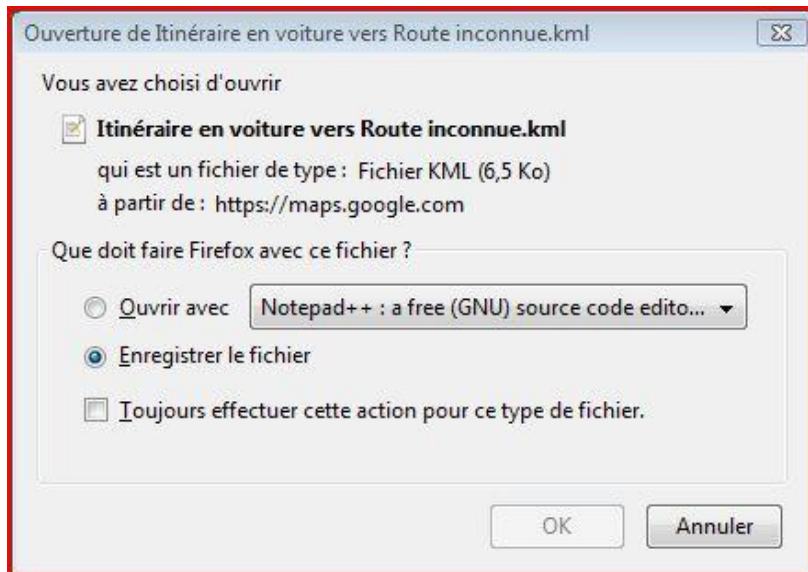 Ouverture de Itinéraire en voiture vers Route inconnue.kml
Vous avez choisi d'ouvrir
Itinéraire en voiture vers Route inconnue.kml
qui est un fichier de type : Fichier KML (6,5 Ko)
à partir de : https://maps.google.com
Que doit faire Firefox avec ce fichier ?
Ouvrir avec Notepad++ : a free (GNU) source code edito...
Enregistrer le fichier
Toujours effectuer cette action pour ce type de fichier.
OK Annuler